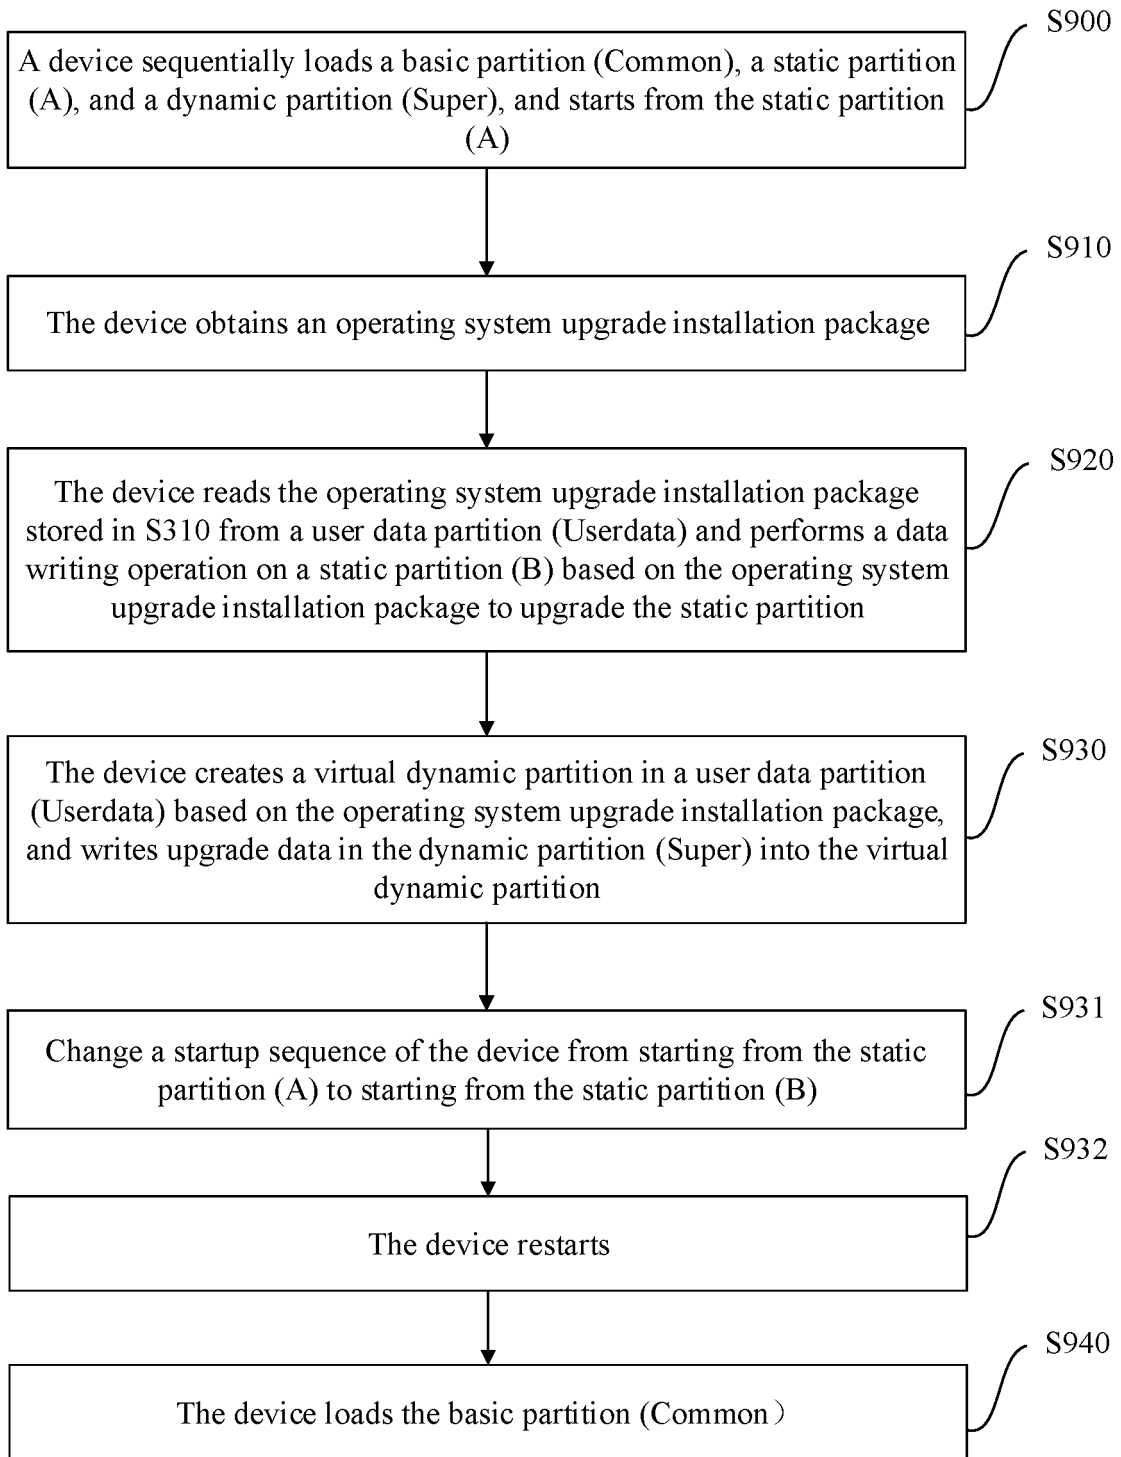 S900
A device sequentially loads a basic partition (Common), a static partition
(A), and a dynamic partition (Super), and starts from the static partition
(A)
S910
The device obtains an operating system upgrade installation package
S920
The device reads the operating system upgrade installation package
stored in S310 from a user data partition (Userdata) and performs a data
writing operation on a static partition (B) based on the operating system
upgrade installation package to upgrade the static partition
S930
The device creates a virtual dynamic partition in a user data partition
(Userdata) based on the operating system upgrade installation package,
and writes upgrade data in the dynamic partition (Super) into the virtual
dynamic partition
S931
Change a startup sequence of the device from starting from the static
partition (A) to starting from the static partition (B)
S932
The device restarts
S940
The device loads the basic partition (Common）